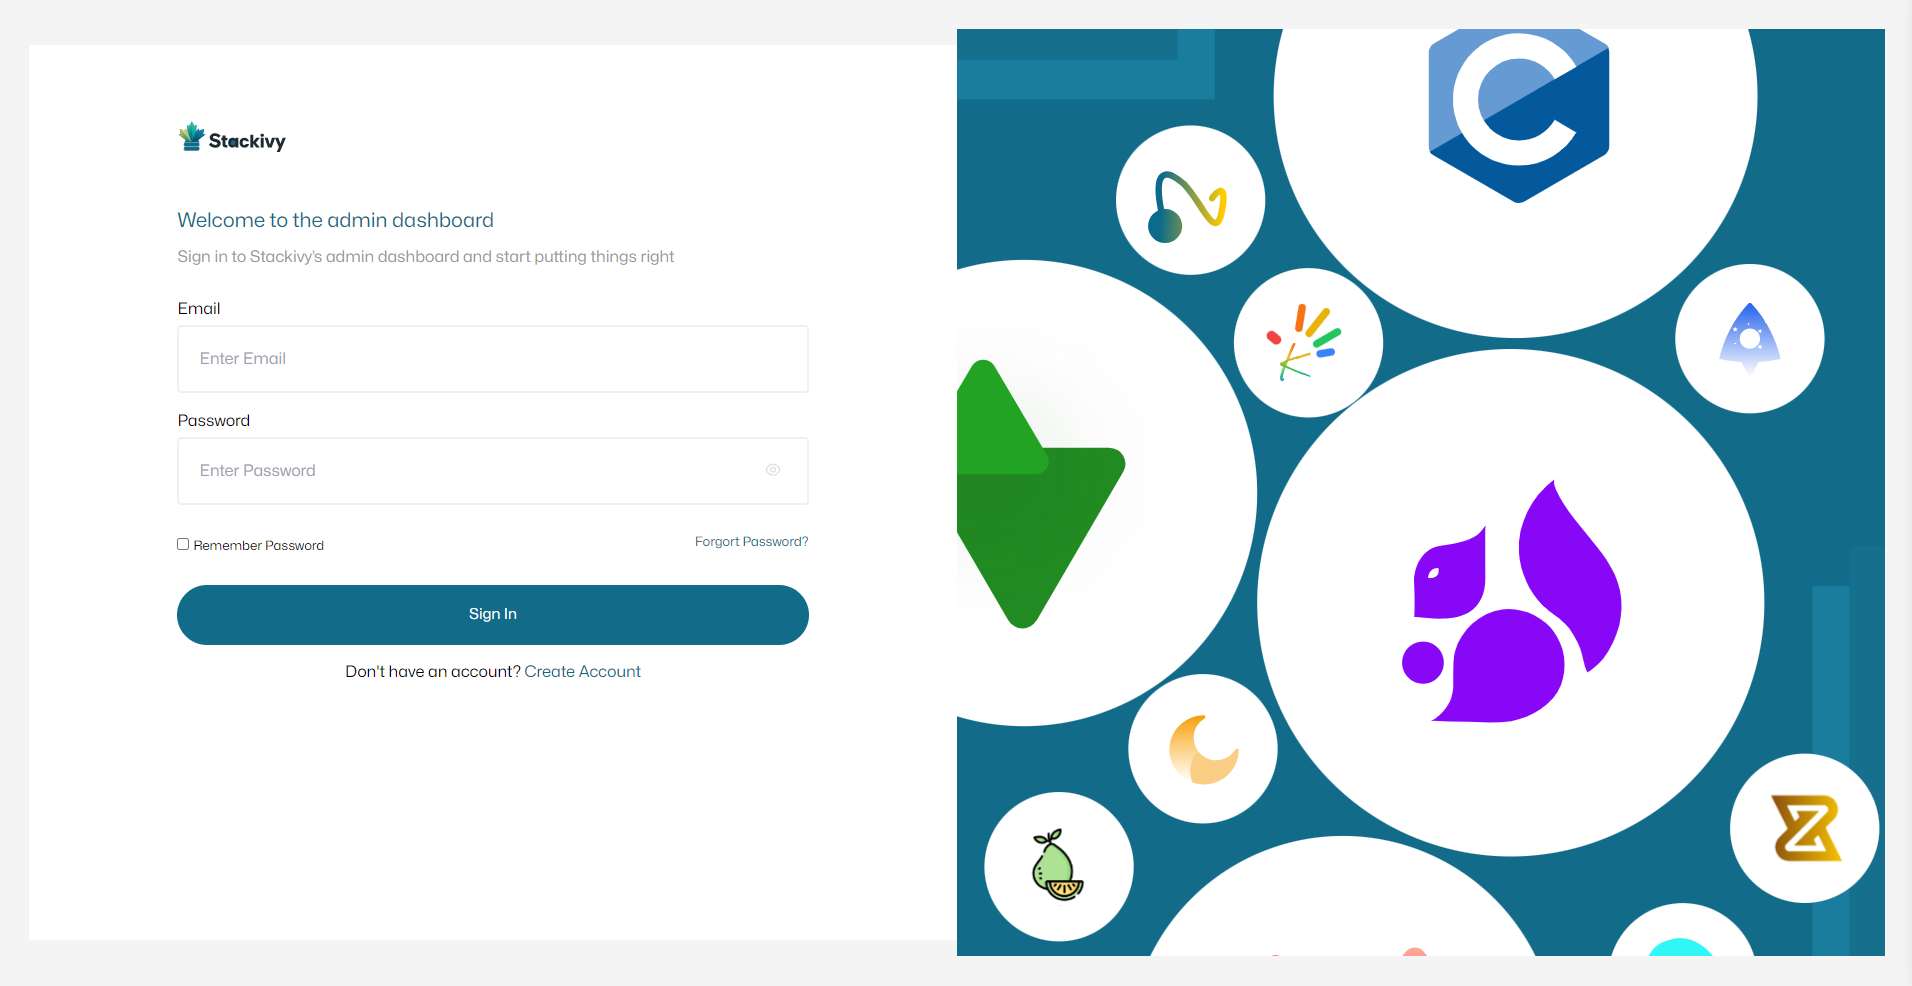 Stackivy
Welcome to the admin dashboard
Sign in to Stackivy's admin dashboard and start putting things right
Email
Enter Email
Password
Enter Password
Remember Password
Forgort Password?
Sign In
Don't have an account? Create Account